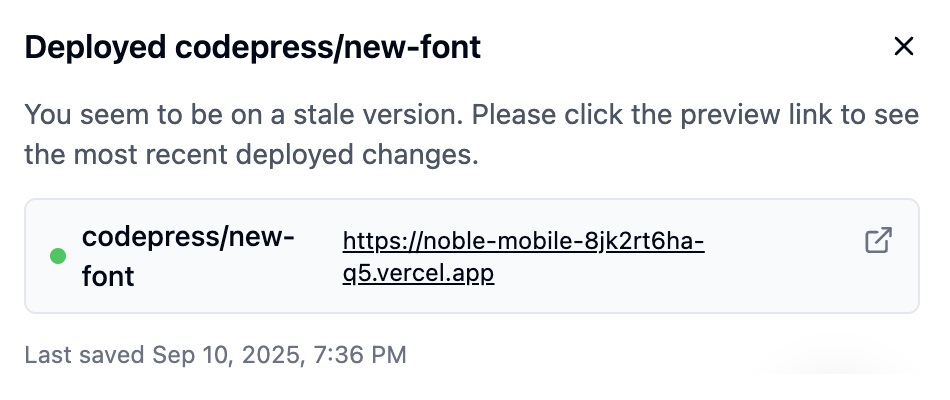 Deployed codepress/new-font
You seem to be on a stale version. Please click the preview link to see
the most recent deployed changes.
codepress/new-
font
https://noble-mobile-8jk2rt6ha-
q5.vercel.app
Last saved Sep 10, 2025, 7:36 PM